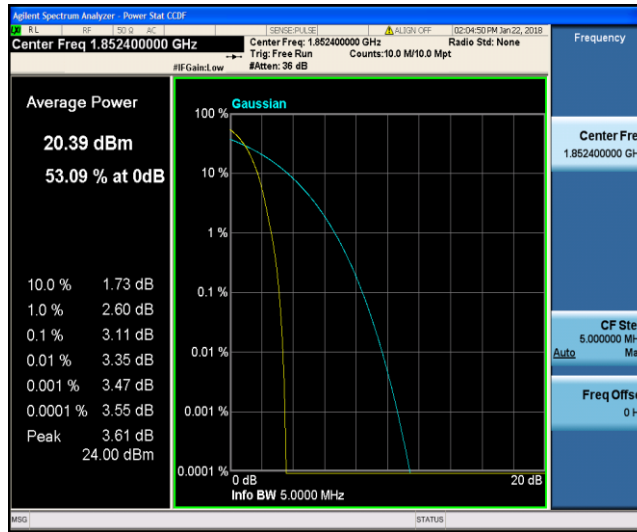 Agilent Spectrum Analyzer - Power Stat CCDF
RL RF 50 Ω AC SENSE:PULSE ALIGN OFF 02:04:50 PM Jan 22, 2018
Center Freq 1.852400000 GHz
Center Freq: 1.852400000 GHz Radio Std: None
Trig: Free Run Counts:10.0 M/10.0 Mpt
#IFGain:Low #Atten: 36 dB
Frequency
Average Power
20.39 dBm
53.09 % at 0dB
10.0 % 1.73 dB
1.0 % 2.60 dB
0.1 % 3.11 dB
0.01 % 3.35 dB
0.001 % 3.47 dB
0.0001 % 3.55 dB
Peak 3.61 dB
24.00 dBm
Gaussian
100 %
10 %
1 %
0.1 %
0.01 %
0.001 %
0.0001 %
0 dB 20 dB
Info BW 5.0000 MHz
Center Fre
1.852400000 GH
CF Ste
5.000000 MH
Auto Ma
Freq Offs
0 H
MSG STATUS